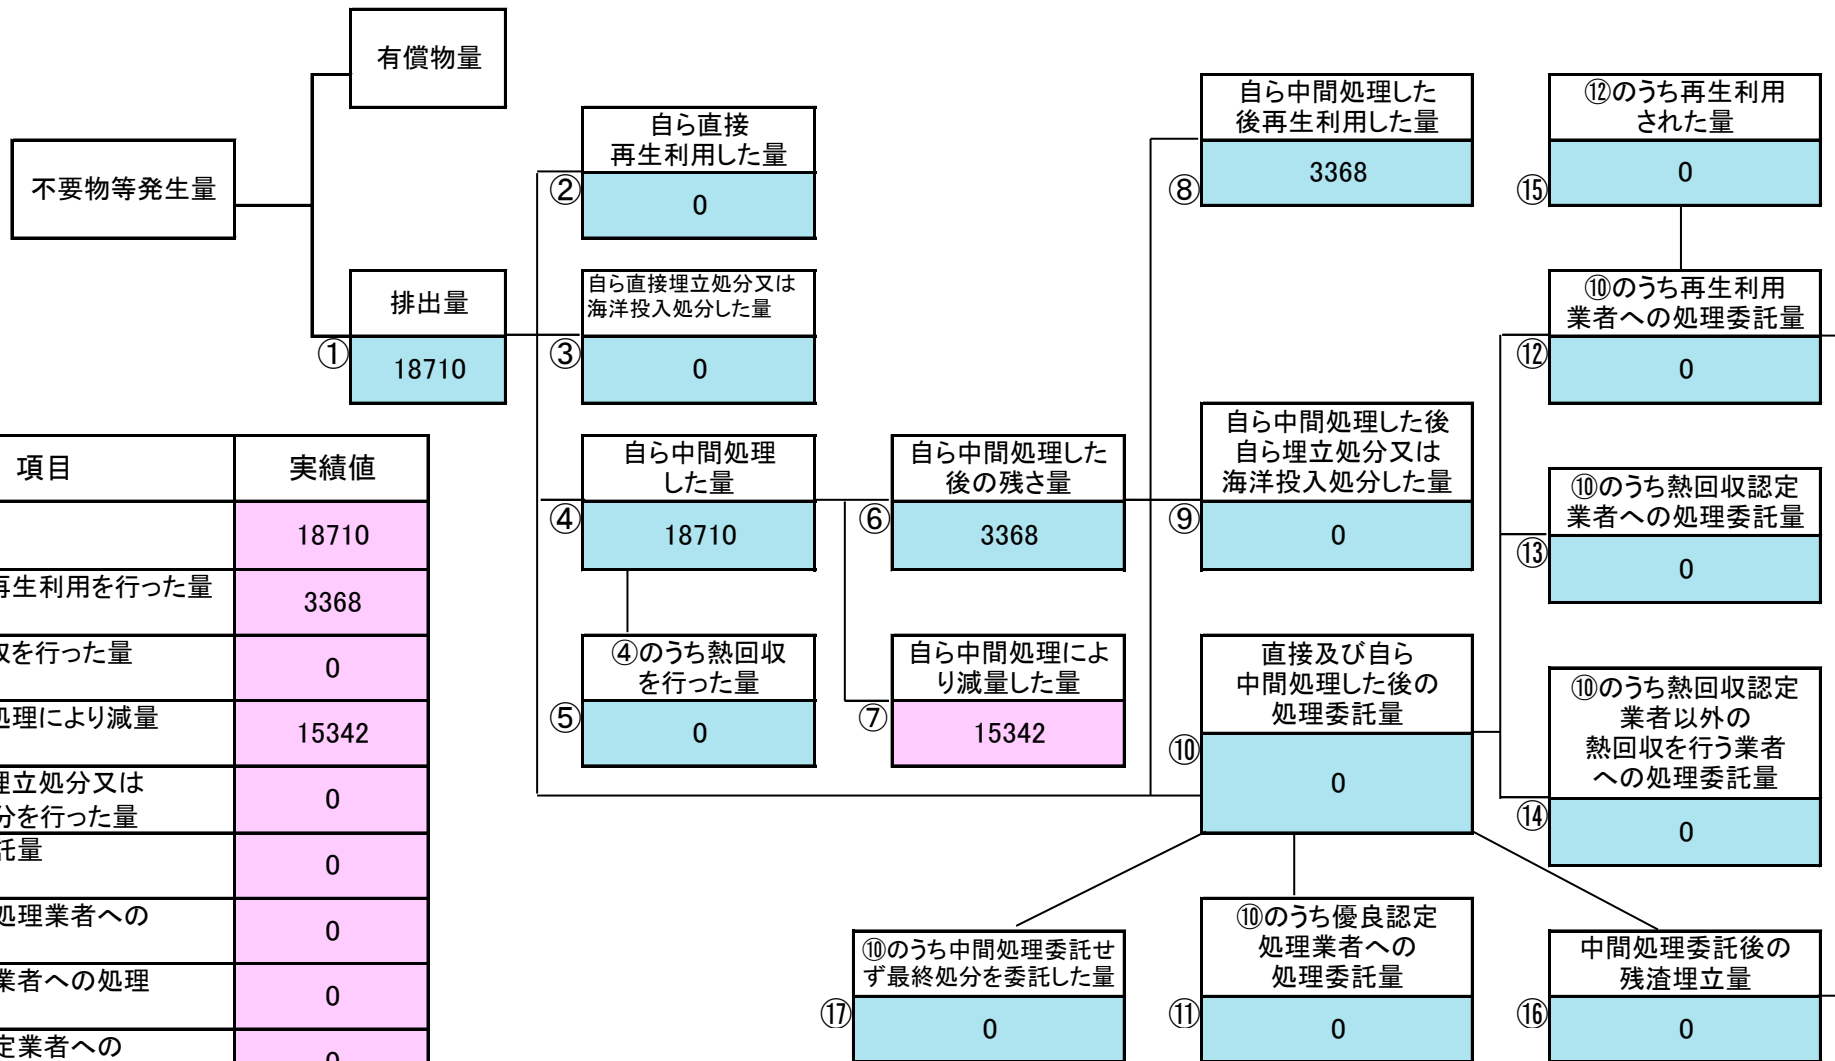 有償物量
不要物等発生量
排出量
①
18710
自ら直接
再生利用した量
②
0
自ら直接埋立処分又は
海洋投入処分した量
③
0
自ら中間処理
した量
④
18710
④のうち熱回収
を行った量
⑤
0
自ら中間処理した
後の残さ量
⑥
3368
自ら中間処理によ
り減量した量
⑦
15342
自ら中間処理した
後再生利用した量
⑧
3368
自ら中間処理した後
自ら埋立処分又は
海洋投入処分した量
⑨
0
直接及び自ら
中間処理した後の
処理委託量
⑩
0
⑫のうち再生利用
された量
⑮
0
⑩のうち再生利用
業者への処理委託量
⑫
0
⑩のうち熱回収認定
業者への処理委託量
⑬
0
⑩のうち熱回収認定
業者以外の
熱回収を行う業者
への処理委託量
⑭
0
⑩のうち中間処理委託せ
ず最終処分を委託した量
⑰
0
⑩のうち優良認定
処理業者への
処理委託量
⑪
0
中間処理委託後の
残渣埋立量
⑯
0
項目 実績値
18710
再生利用を行った量 3368
収を行った量 0
処理により減量 15342
埋立処分又は
分を行った量 0
託量 0
処理業者への 0
業者への処理 0
定業者への 0